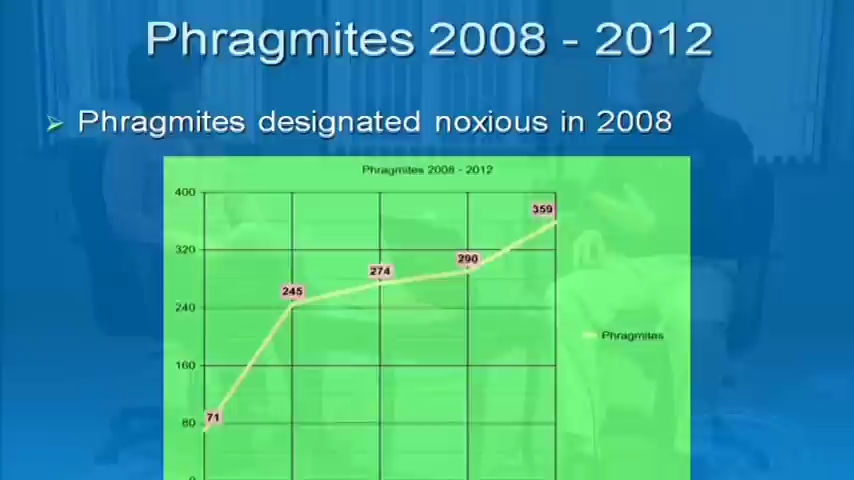 Phragmites 2008 - 2012
Phragmites designated noxious in 2008
Phragmites 2008 - 2012
400
359
320
290
274
245
240
Phragmites
160
71
80
0